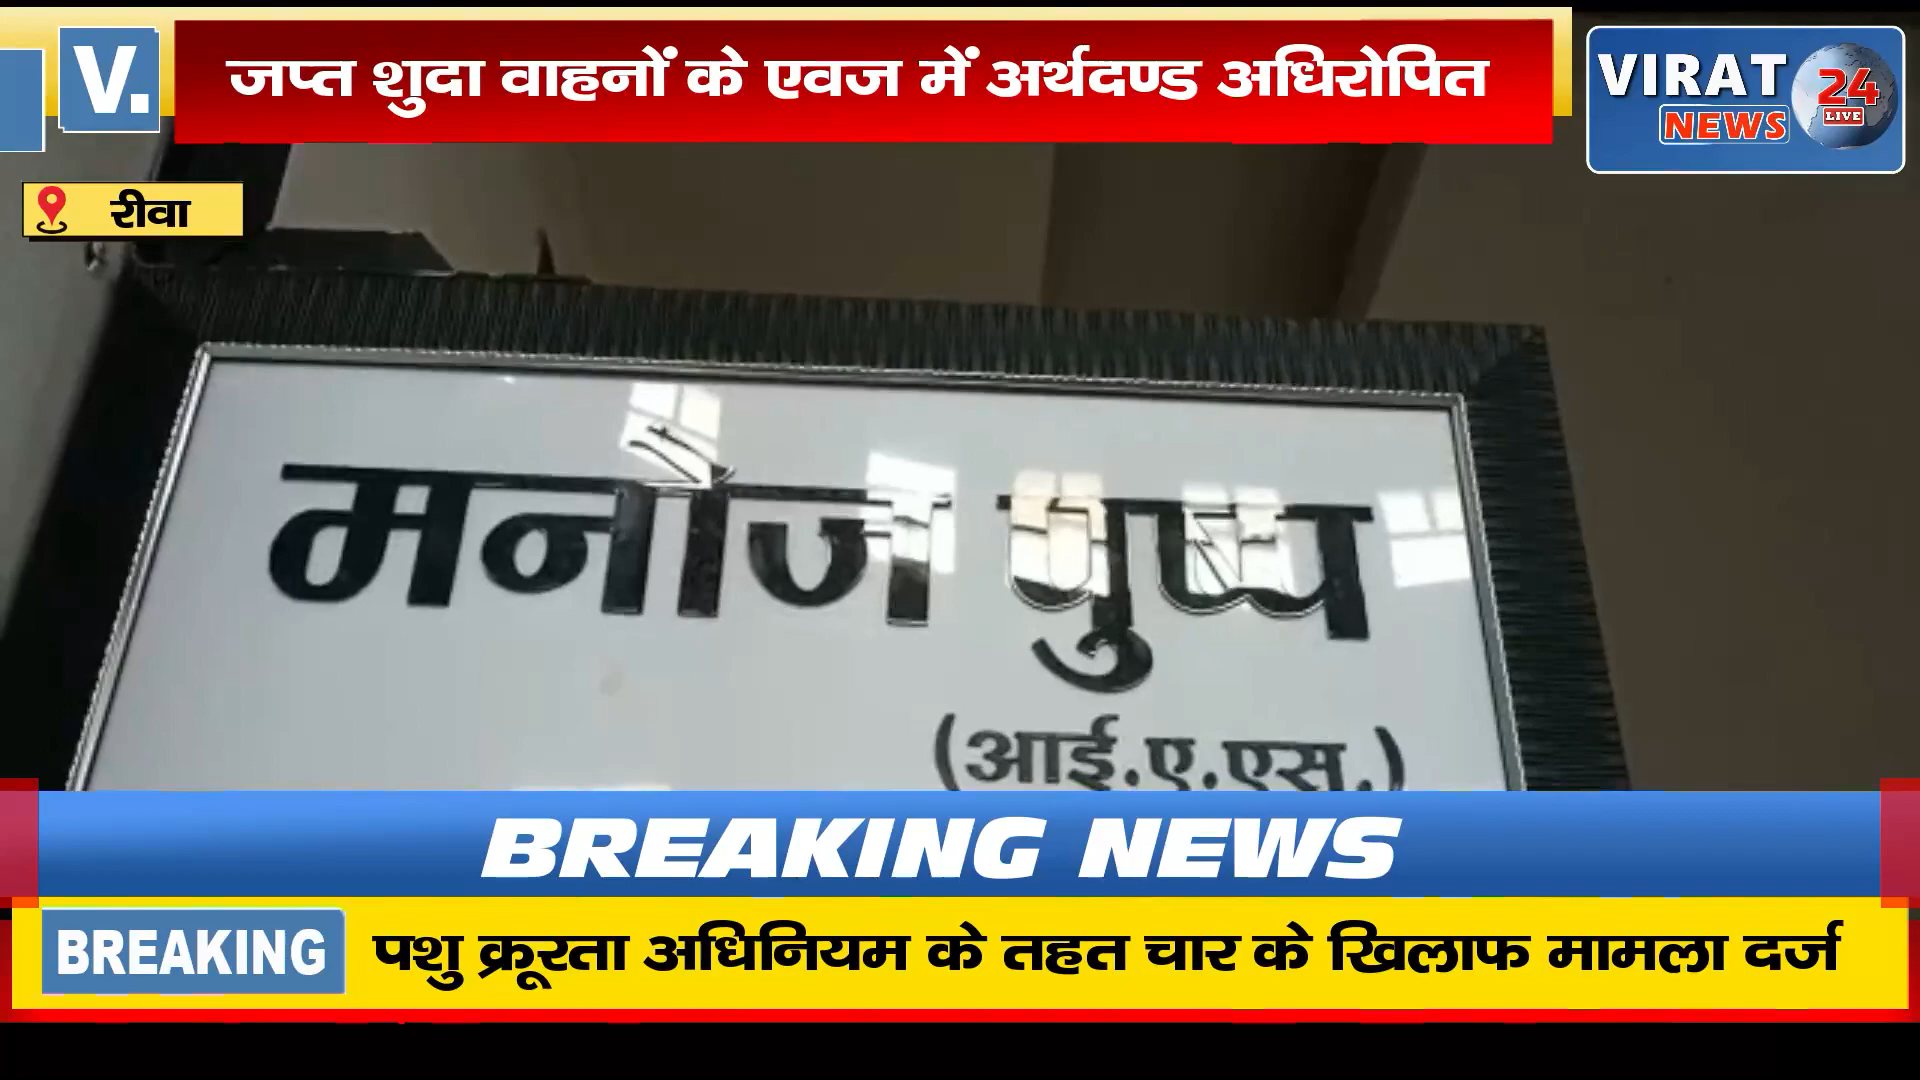 V.
जप्त शुदा वाहनों के एवज में अर्थदण्ड अधिरोपित
VIRAT
NEWS
24
LIVE
रीवा
मनोज पुष्प
(आई.ए.एस.)
BREAKING NEWS
BREAKING
पशु क्रूरता अधिनियम के तहत चार के खिलाफ मामला दर्ज